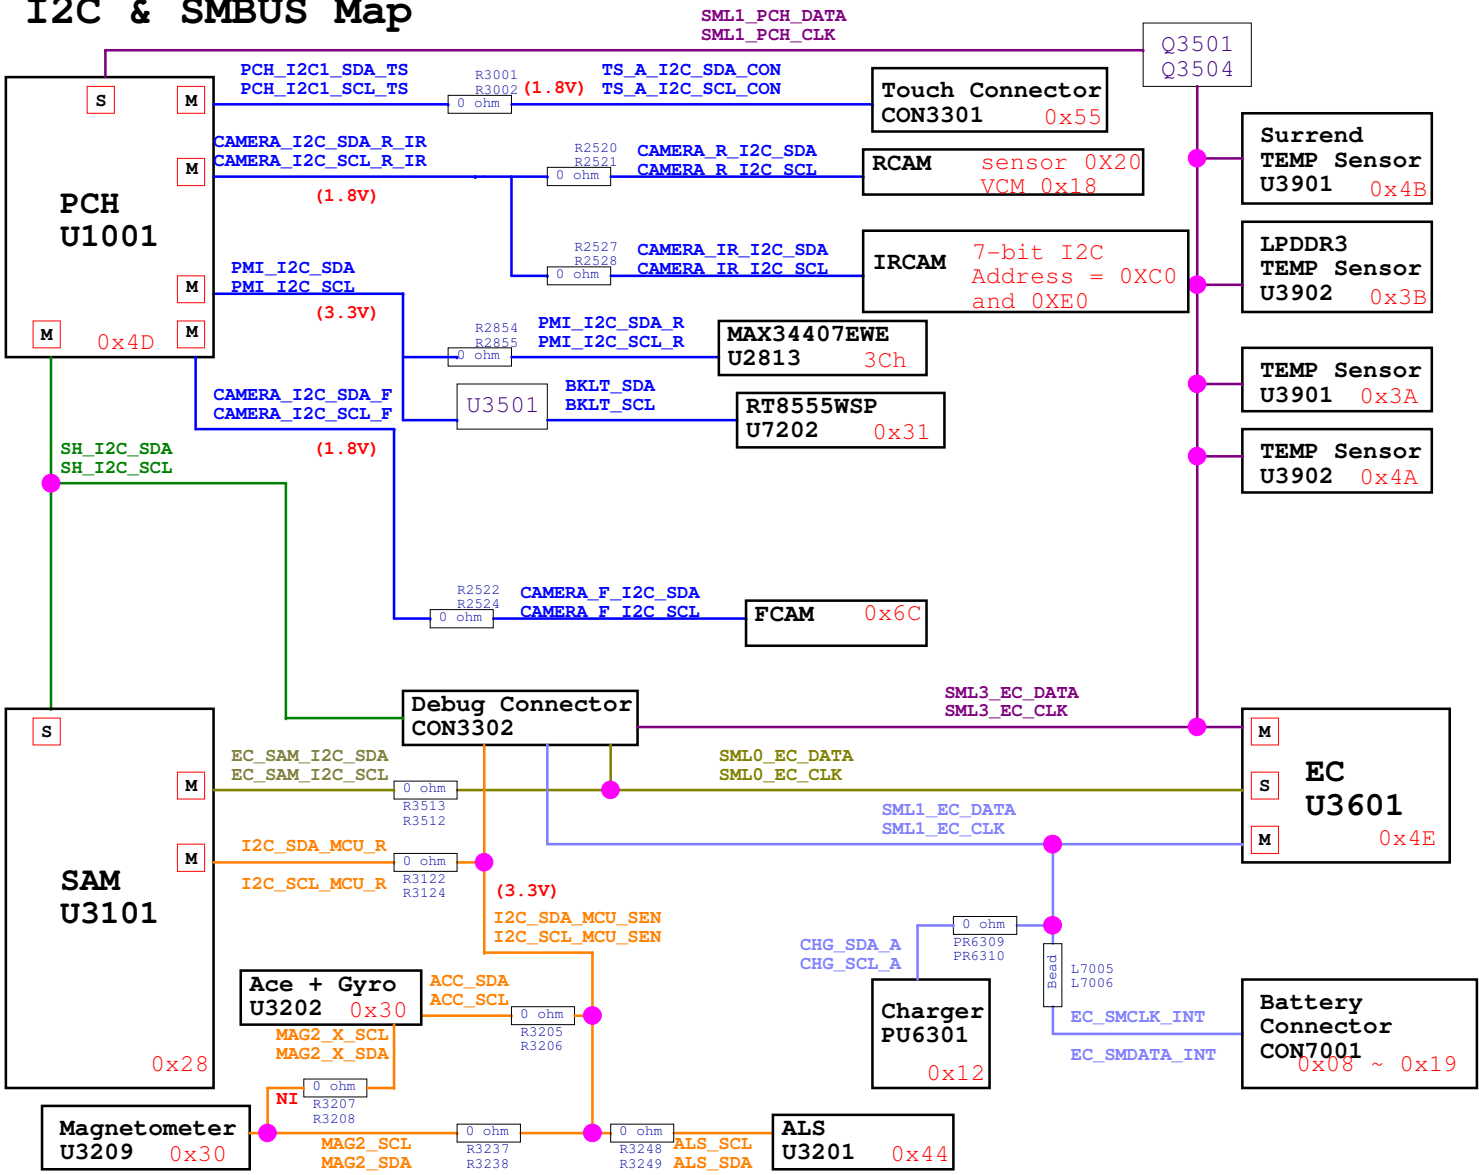 I2C & SMBUS Map
SML1_PCH_DATA
SML1_PCH_CLK
Q3501
Q3504
PCH_I2C1_SDA_TS
PCH_I2C1_SCL_TS
R3001
R3002
(1.8V)
0 ohm
TS_A_I2C_SDA_CON
TS_A_I2C_SCL_CON
Touch Connector
CON3301
0x55
S
M
CAMERA_I2C_SDA_R_IR
CAMERA_I2C_SCL_R_IR
(1.8V)
M
R2520
R2521
0 ohm
CAMERA_R_I2C_SDA
CAMERA_R_I2C_SCL
RCAM
sensor 0X20
VCM 0x18
Surrend
TEMP Sensor
U3901
0x4B
PCH
U1001
R2527
R2528
0 ohm
CAMERA_IR_I2C_SDA
CAMERA_IR_I2C_SCL
IRCAM
7-bit I2C
Address = 0XC0
and 0XE0
LPDDR3
TEMP Sensor
U3902
0x3B
PMI_I2C_SDA
PMI_I2C_SCL
(3.3V)
M
M
0x4D
M
R2854
R2855
0 ohm
PMI_I2C_SDA_R
PMI_I2C_SCL_R
MAX34407EWE
U2813
3Ch
TEMP Sensor
U3901
0x3A
CAMERA_I2C_SDA_F
CAMERA_I2C_SCL_F
(1.8V)
U3501
BKLT_SDA
BKLT_SCL
RT8555WSP
U7202
0x31
TEMP Sensor
U3902
0x4A
SH_I2C_SDA
SH_I2C_SCL
R2522
R2524
0 ohm
CAMERA_F_I2C_SDA
CAMERA_F_I2C_SCL
FCAM
0x6C
Debug Connector
CON3302
SML3_EC_DATA
SML3_EC_CLK
S
M
EC_SAM_I2C_SDA
EC_SAM_I2C_SCL
0 ohm
R3513
R3512
SML0_EC_DATA
SML0_EC_CLK
M
S
M
EC
U3601
0x4E
SML1_EC_DATA
SML1_EC_CLK
M
I2C_SDA_MCU_R
I2C_SCL_MCU_R
0 ohm
R3122
R3124
SAM
U3101
0x28
(3.3V)
I2C_SDA_MCU_SEN
I2C_SCL_MCU_SEN
CHG_SDA_A
CHG_SCL_A
0 ohm
PR6309
PR6310
Bead
L7005
L7006
Ace + Gyro
U3202
0x30
ACC_SDA
ACC_SCL
0 ohm
R3205
R3206
Charger
PU6301
0x12
EC_SMCLK_INT
EC_SMDATA_INT
Battery
Connector
CON7001
0x08 ~ 0x19
MAG2_X_SCL
MAG2_X_SDA
NI
0 ohm
R3207
R3208
Magnetometer
U3209
0x30
MAG2_SCL
MAG2_SDA
0 ohm
R3237
R3238
0 ohm
R3248
R3249
ALS_SCL
ALS_SDA
ALS
U3201
0x44